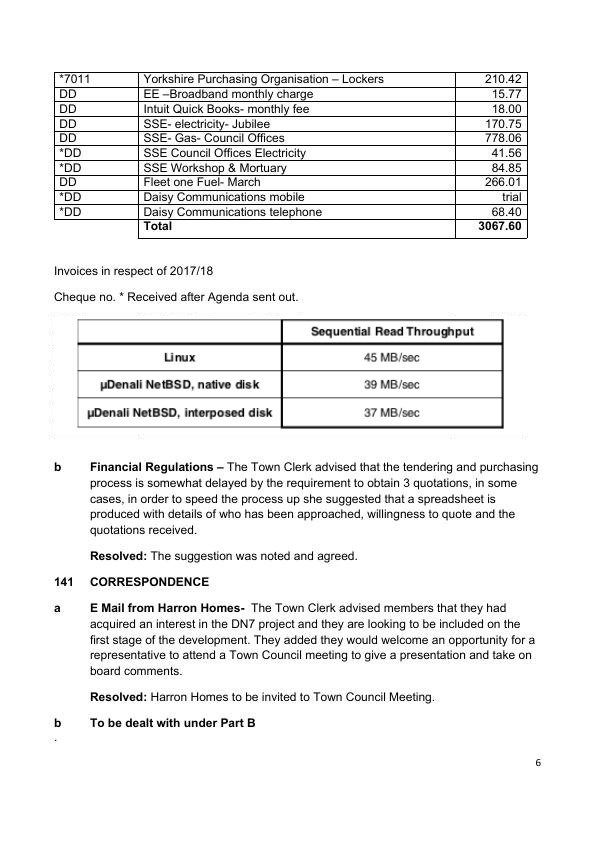 *7011 Yorkshire Purchasing Organisation – Lockers 210.42
DD EE –Broadband monthly charge 15.77
DD Intuit Quick Books- monthly fee 18.00
DD SSE- electricity- Jubilee 170.75
DD SSE- Gas- Council Offices 778.06
*DD SSE Council Offices Electricity 41.56
*DD SSE Workshop & Mortuary 84.85
DD Fleet one Fuel- March 266.01
*DD Daisy Communications mobile trial
*DD Daisy Communications telephone 68.40
Total 3067.60
Invoices in respect of 2017/18
Cheque no. * Received after Agenda sent out.
Sequential Read Throughput
Linux 45 MB/sec
µDenali NetBSD, native disk 39 MB/sec
µDenali NetBSD, interposed disk 37 MB/sec
b Financial Regulations – The Town Clerk advised that the tendering and purchasing
process is somewhat delayed by the requirement to obtain 3 quotations, in some
cases, in order to speed the process up she suggested that a spreadsheet is
produced with details of who has been approached, willingness to quote and the
quotations received.
Resolved: The suggestion was noted and agreed.
141 CORRESPONDENCE
a E Mail from Harron Homes- The Town Clerk advised members that they had
acquired an interest in the DN7 project and they are looking to be included on the
first stage of the development. They added they would welcome an opportunity for a
representative to attend a Town Council meeting to give a presentation and take on
board comments.
Resolved: Harron Homes to be invited to Town Council Meeting.
b To be dealt with under Part B
.
6